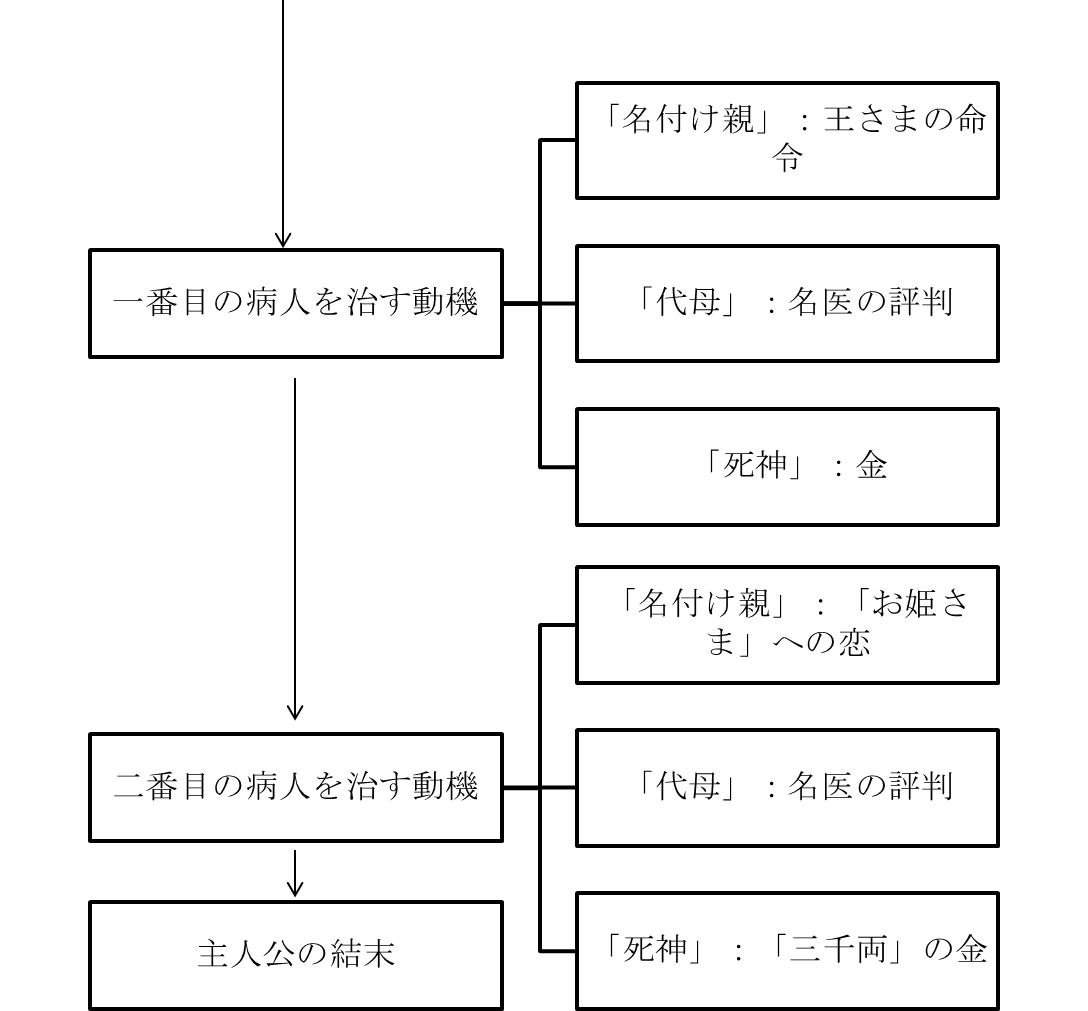 「名付け親」：王さまの命
令
一番目の病人を治す動機
「代母」：名医の評判
「死神」：金
「名付け親」：「お姫さ
ま」への恋
二番目の病人を治す動機
「代母」：名医の評判
主人公の結末
「死神」：「三千両」の金